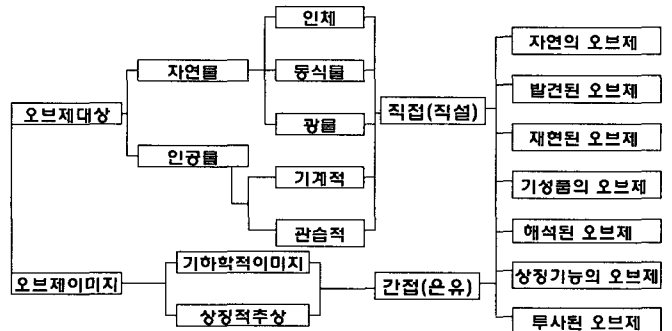 인체
자연의 오브제
자연물
동식물
발견된 오브제
오브제대상
직접(직설)
광물
재현된 오브제
인공물
기계적
기성품의 오브제
관습적
해석된 오브제
기하학적이미지
오브제이미지
간접(은유)
상징기능의 오브제
상징적추상
투사된 오브제